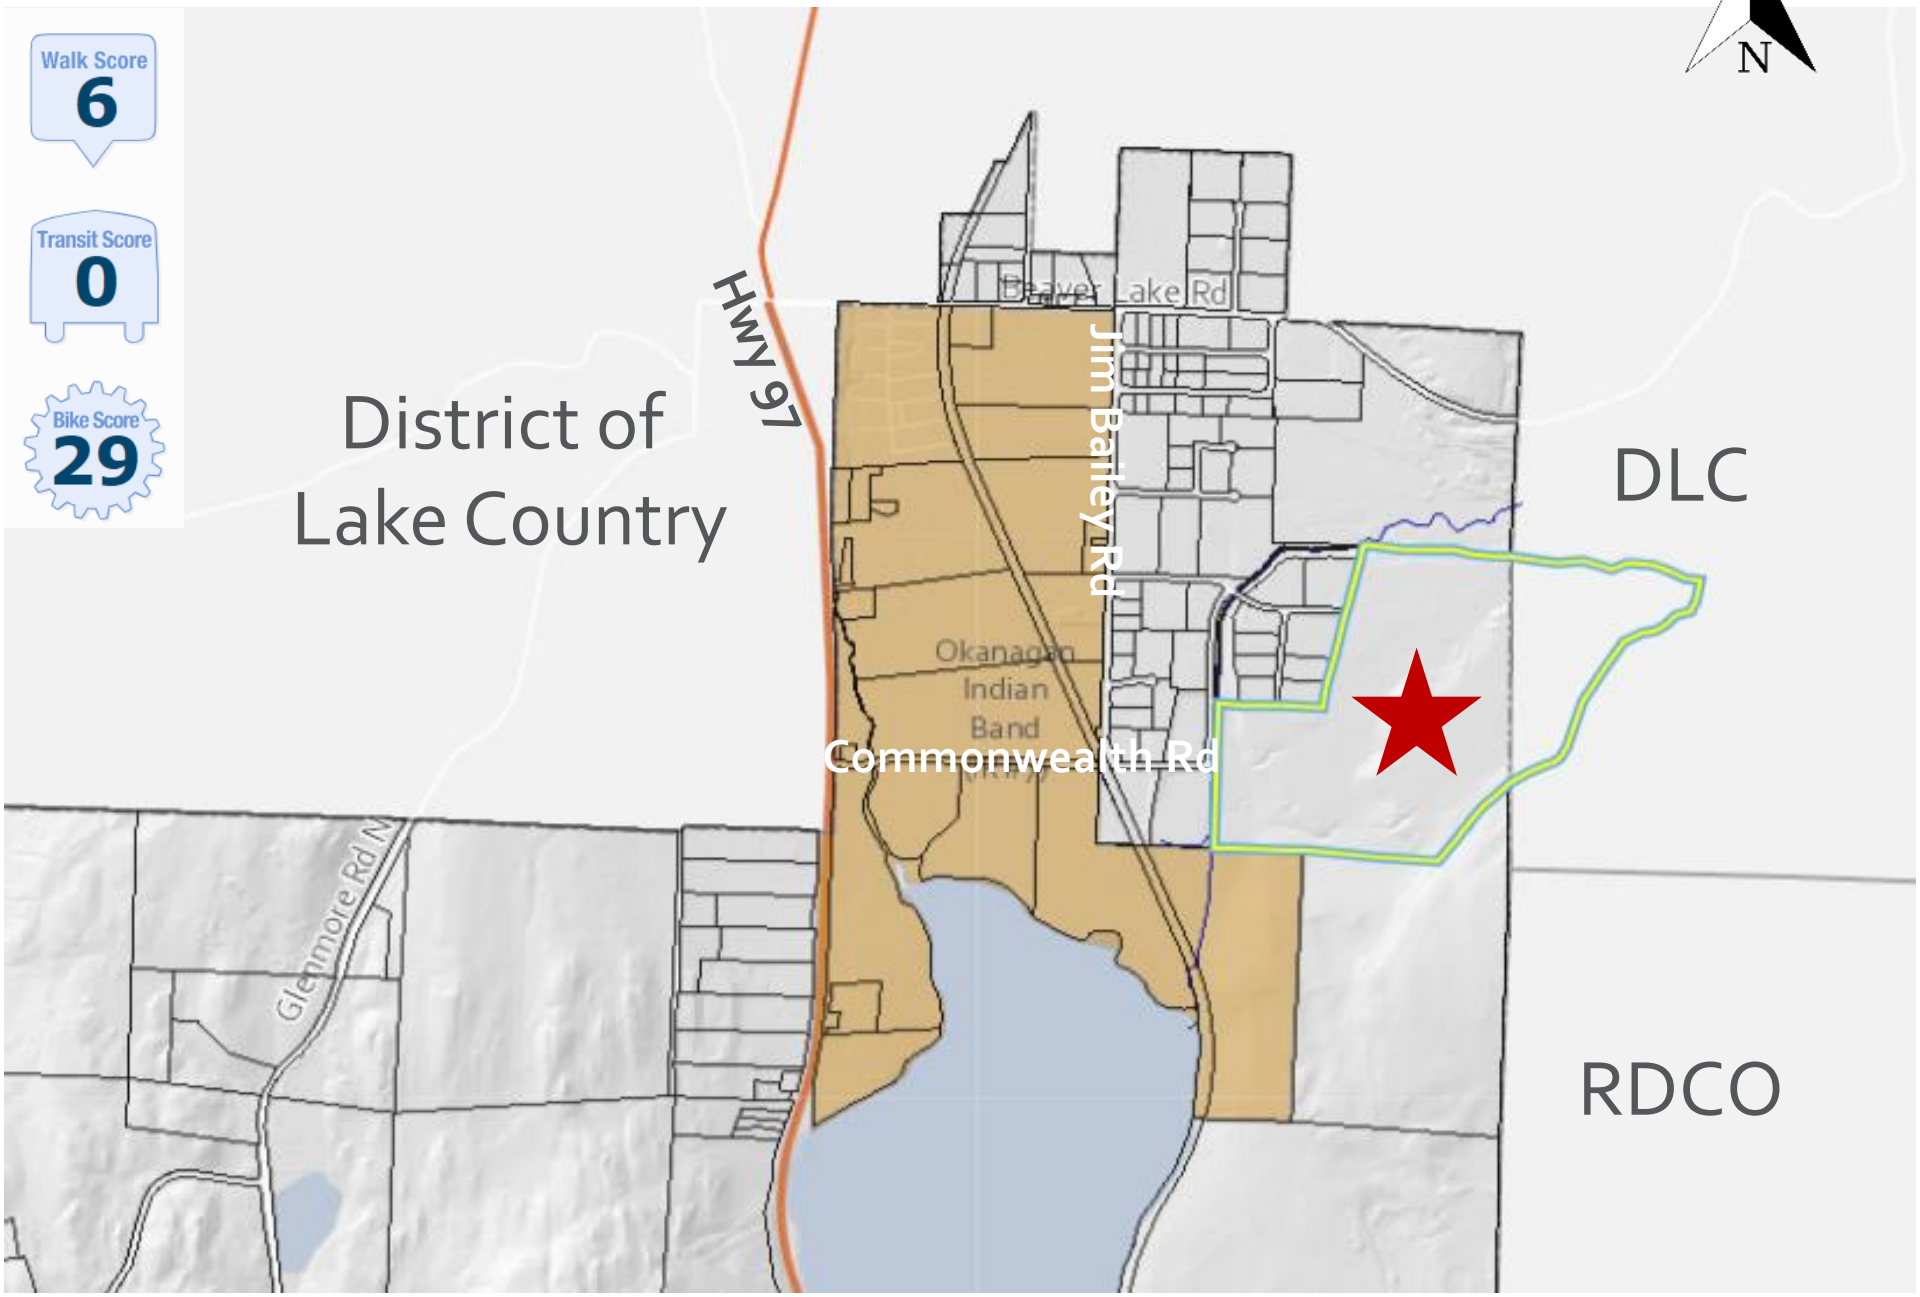 Walk Score
6
Transit Score
0
Bike Score
29
N
Hwy 97
Beaver Lake Rd
Jim Bailey Rd
District of
Lake Country
DLC
Okanagan
Indian
Band
Commonwealth Rd
Glenmore Rd N
RDCO